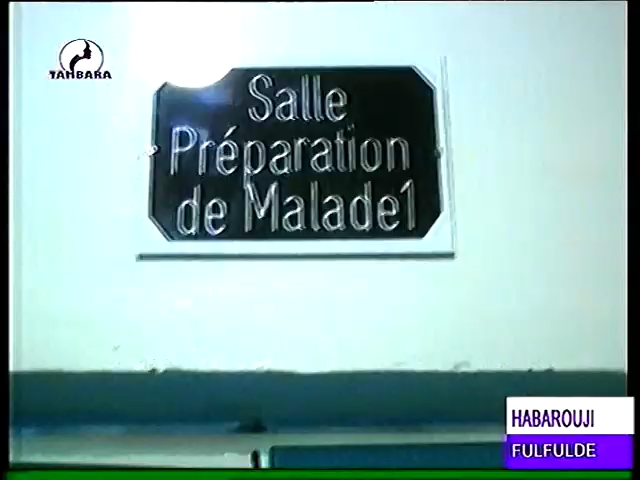 TAMBARA
Salle
Préparation
de Malade1
HABAROUJI
FULFULDE